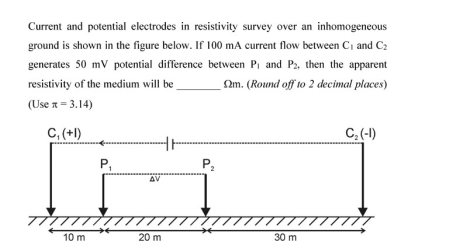 Current and potential electrodes in resistivity survey over an inhomogeneous
ground is shown in the figure below. If 100 mA current flow between C₁ and C₂
generates 50 mV potential difference between P₁ and P₂, then the apparent
resistivity of the medium will be ________ Ωm. (Round off to 2 decimal places)
(Use π = 3.14)
C₁ (+I)
C₂ (-I)
P₁
P₂
ΔV
10 m
20 m
30 m